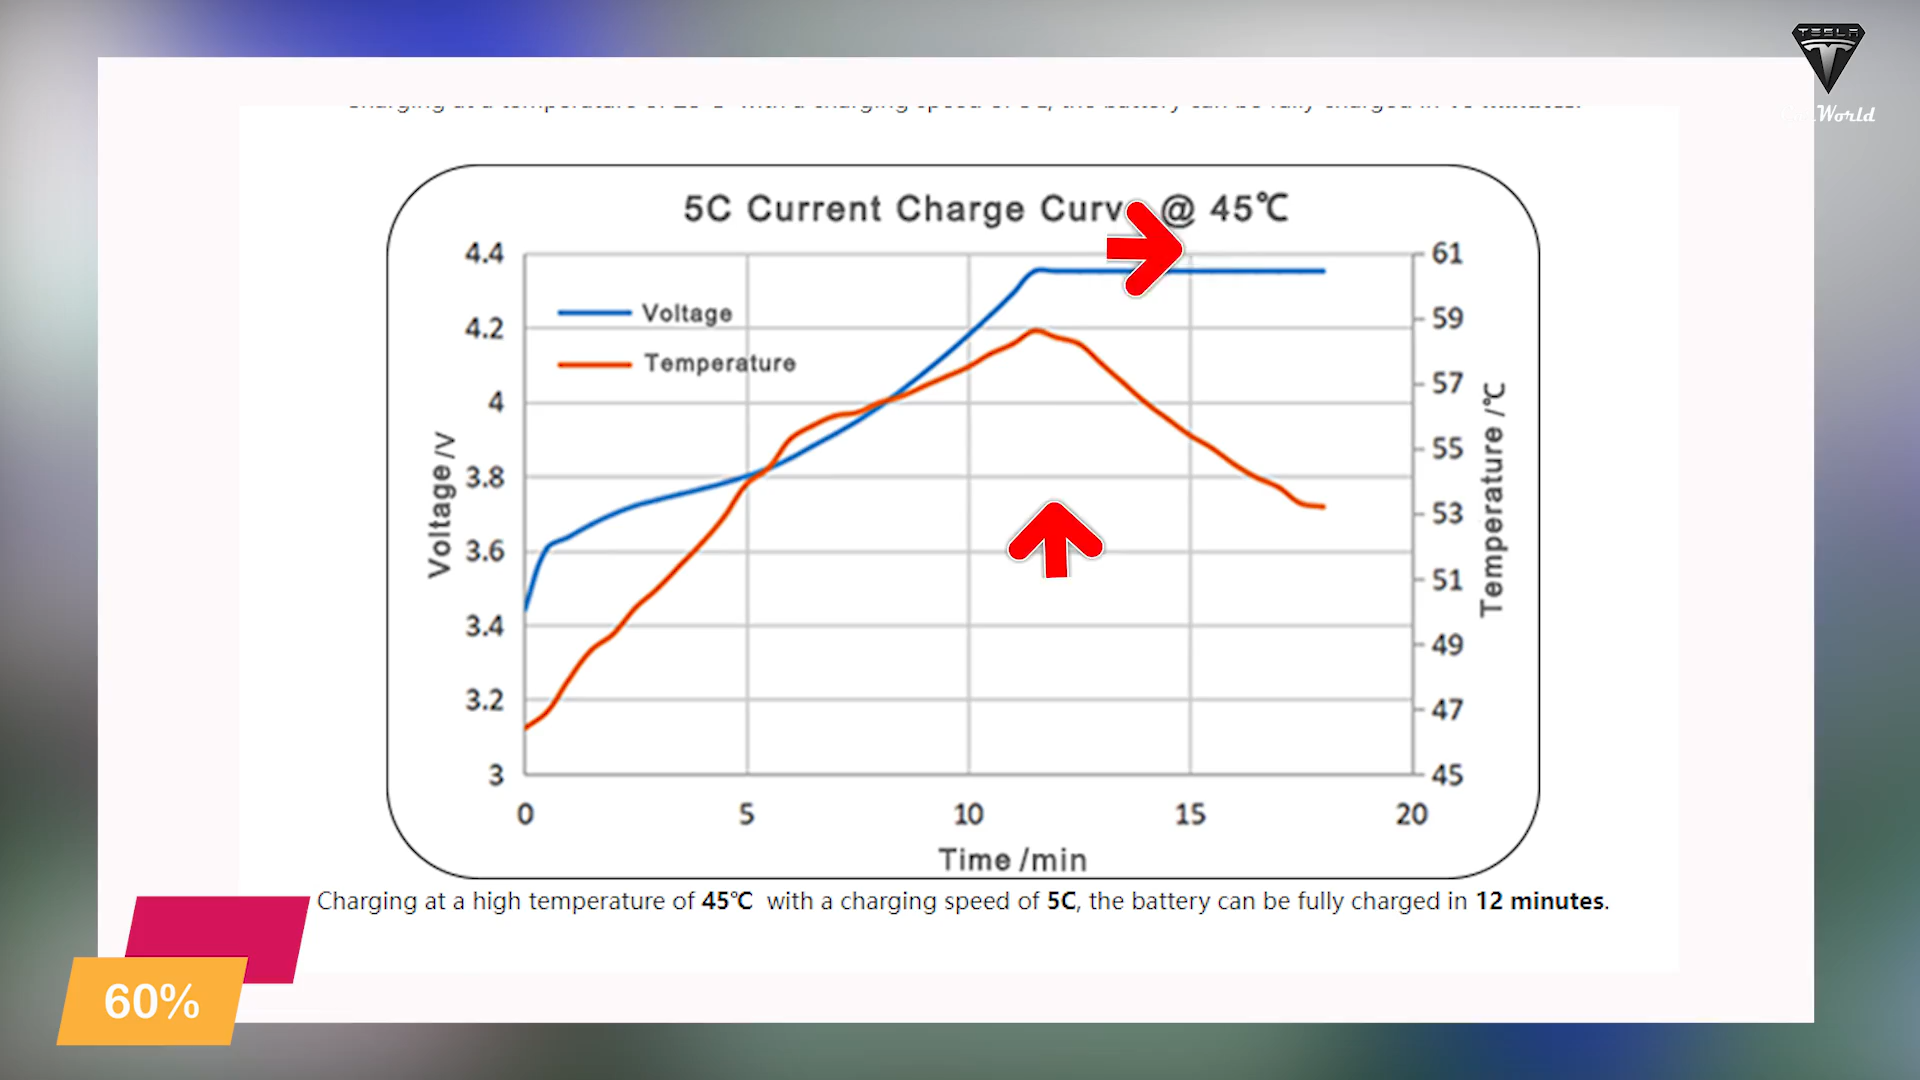 TESLA
World
5C Current Charge Curv @ 45℃
4.4
4.2
4
3.8
3.6
3.4
3.2
3
Voltage/V
Voltage
Temperature
61
59
57
55
53
51
49
47
45
Temperature /℃
0 5 10 15 20
Time /min
Charging at a high temperature of 45℃ with a charging speed of 5C, the battery can be fully charged in 12 minutes.
60%